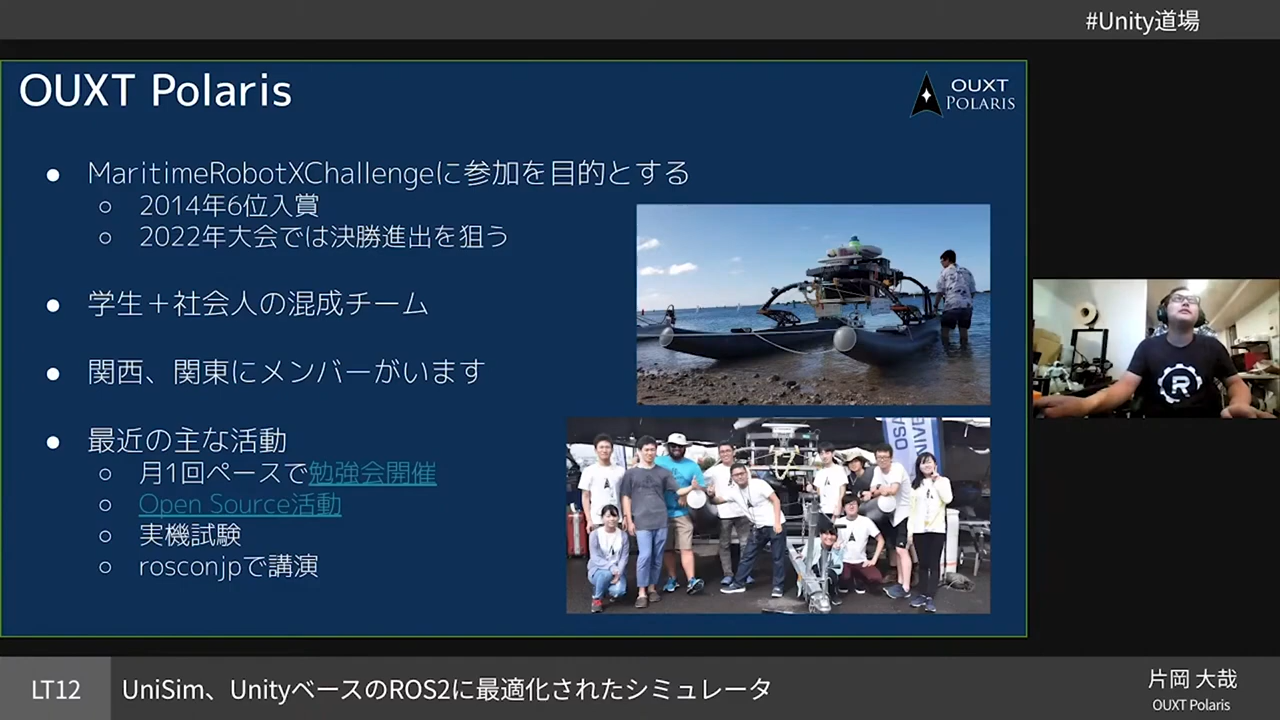 #Unity道場
OUXT Polaris
OUXT
POLARIS
MaritimeRobotXChallengeに参加を目的とする
2014年6位入賞
2022年大会では決勝進出を狙う
学生＋社会人の混成チーム
関西、関東にメンバーがいます
最近の主な活動
月1回ペースで勉強会開催
Open Source活動
実機試験
rosconjpで講演
R
LT12
UniSim、UnityベースのROS2に最適化されたシミュレータ
片岡 大哉
OUXT Polaris